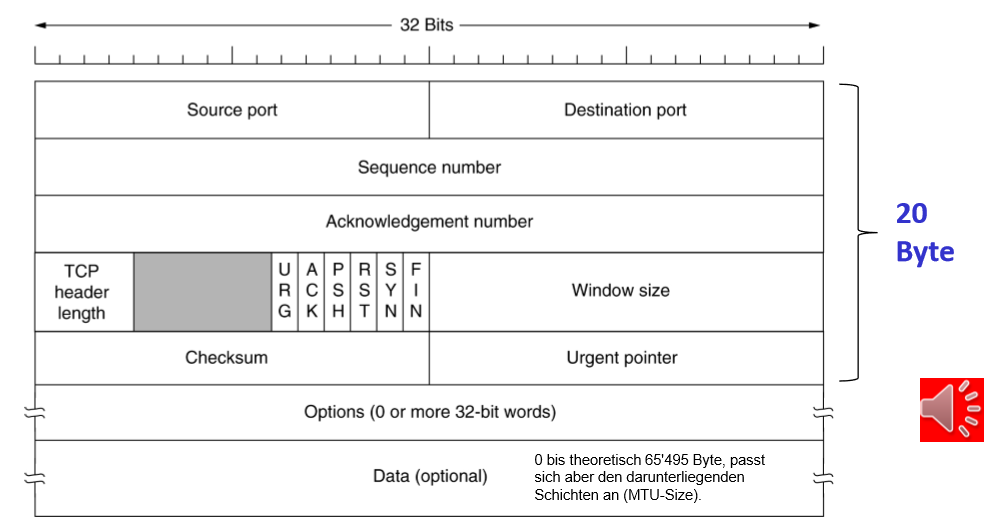 32 Bits
Source port
Destination port
Sequence number
Acknowledgement number
20
Byte
TCP
header
length
URG
ACK
PSH
RST
SYN
FIN
Window size
Checksum
Urgent pointer
Options (0 or more 32-bit words)
Data (optional)
0 bis theoretisch 65'495 Byte, passt
sich aber den darunterliegenden
Schichten an (MTU-Size).